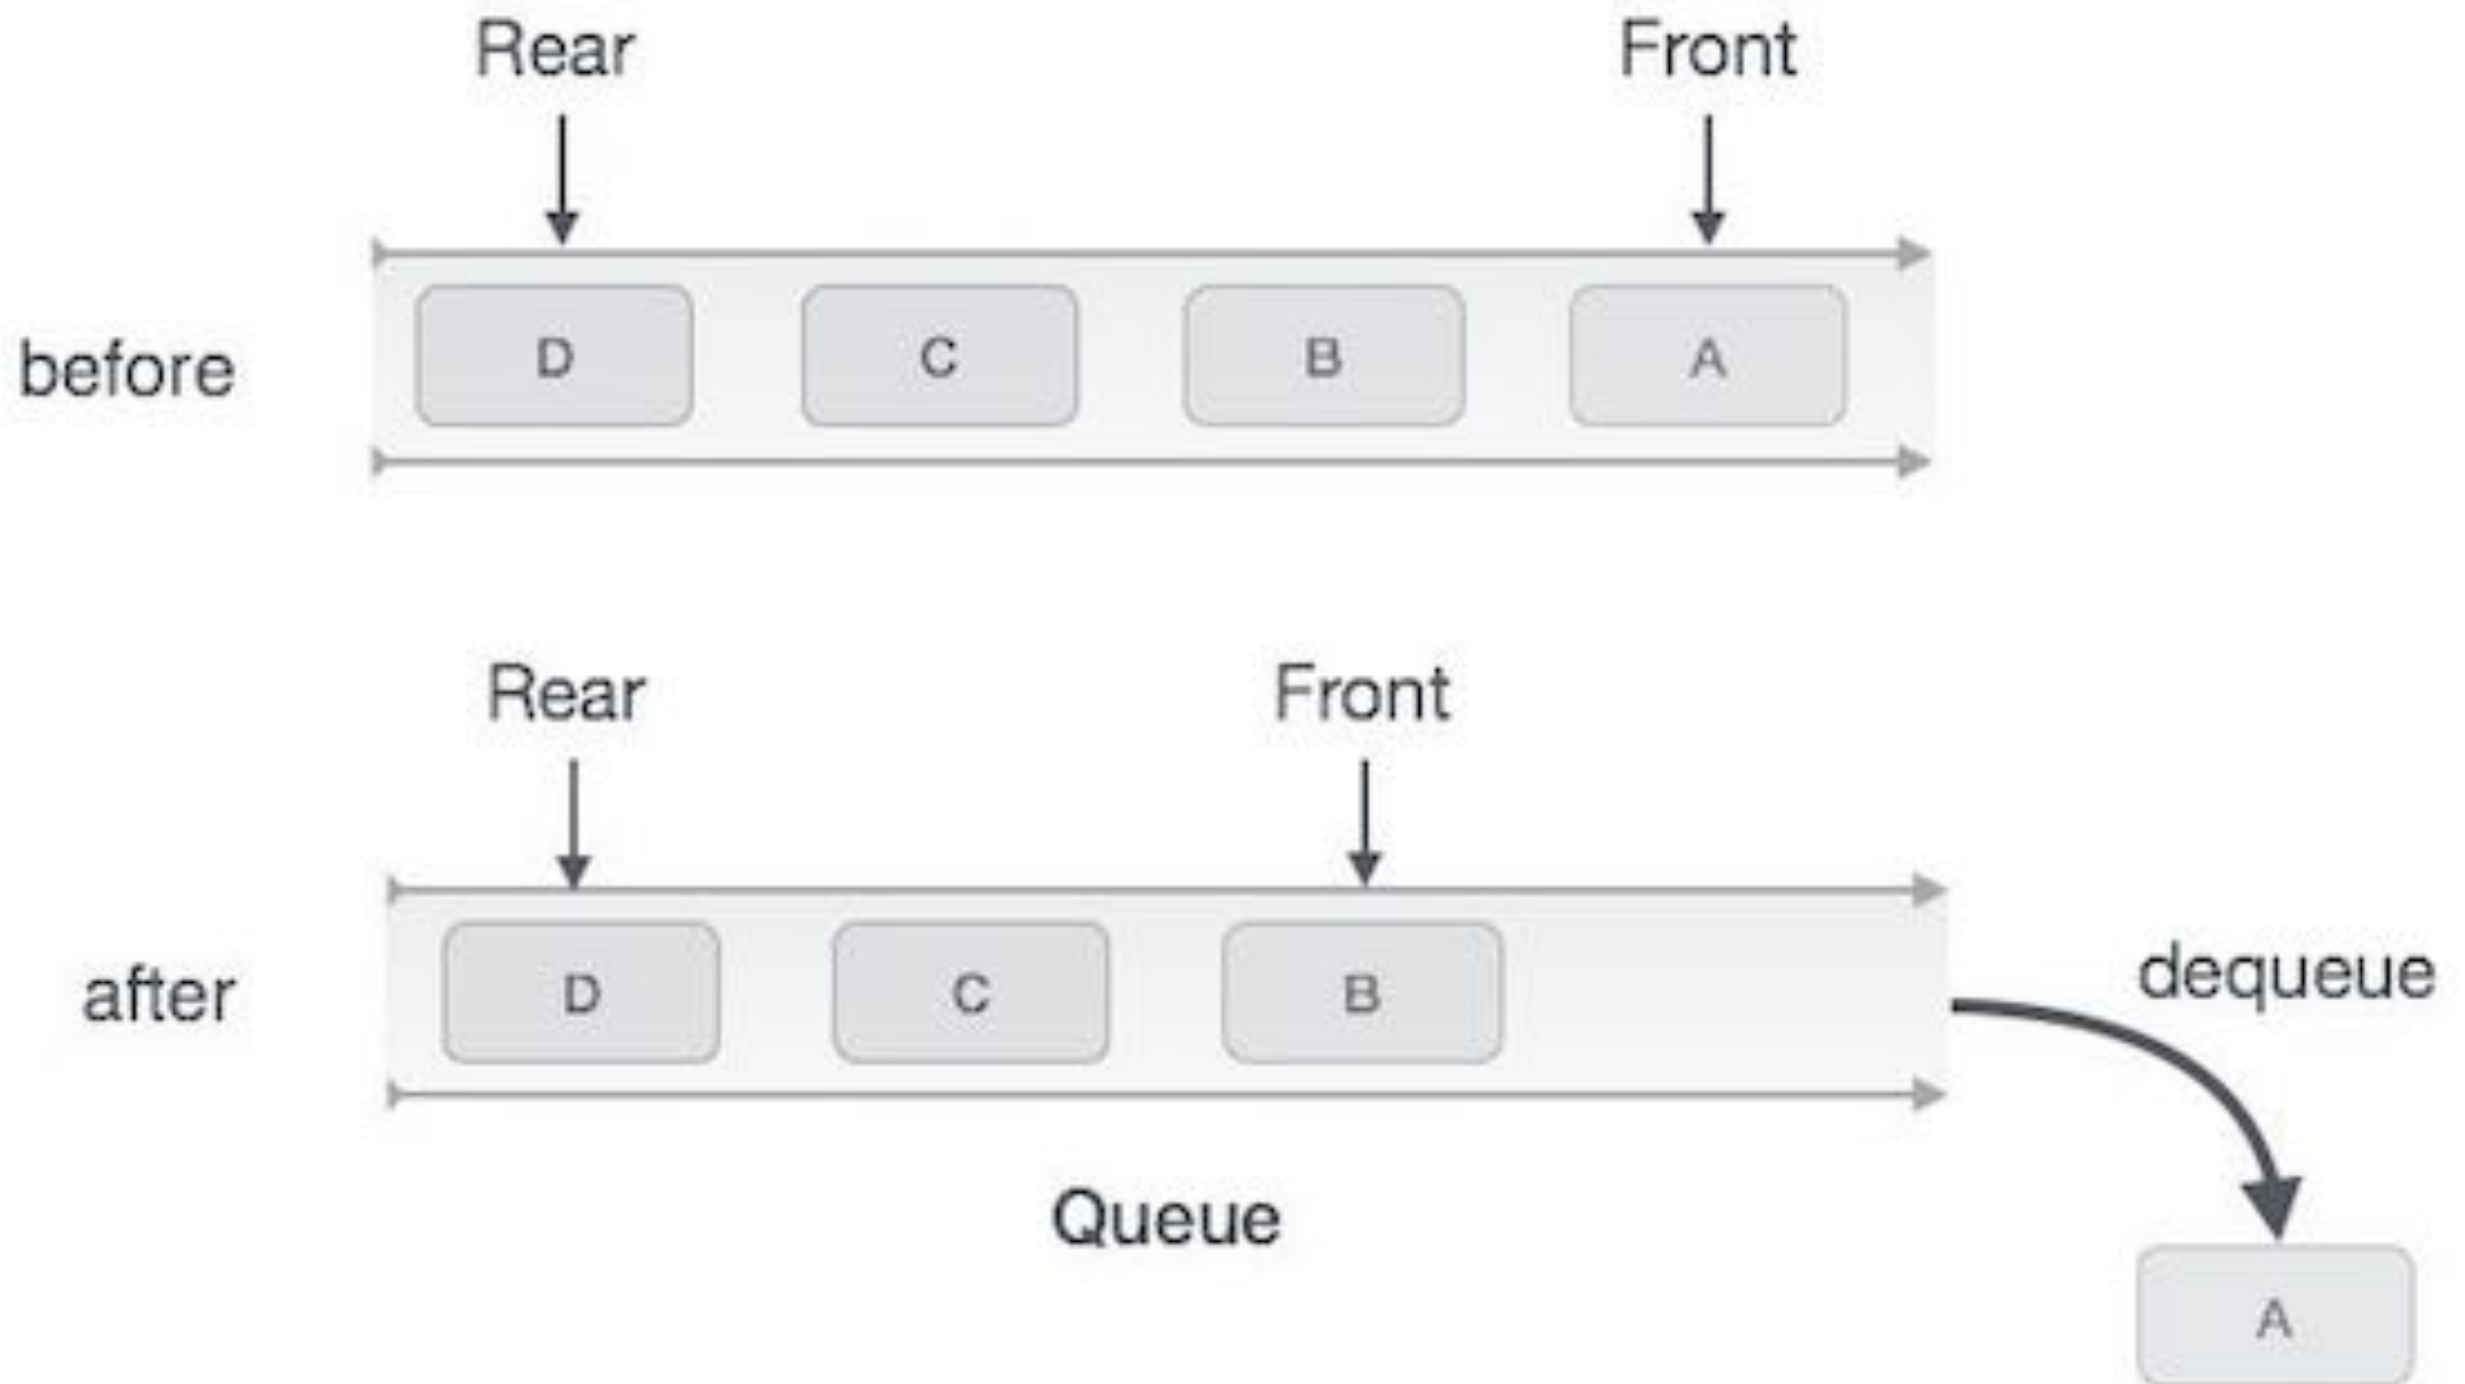 Rear Front
before D C B A
Rear Front
after D C B dequeue
Queue
A